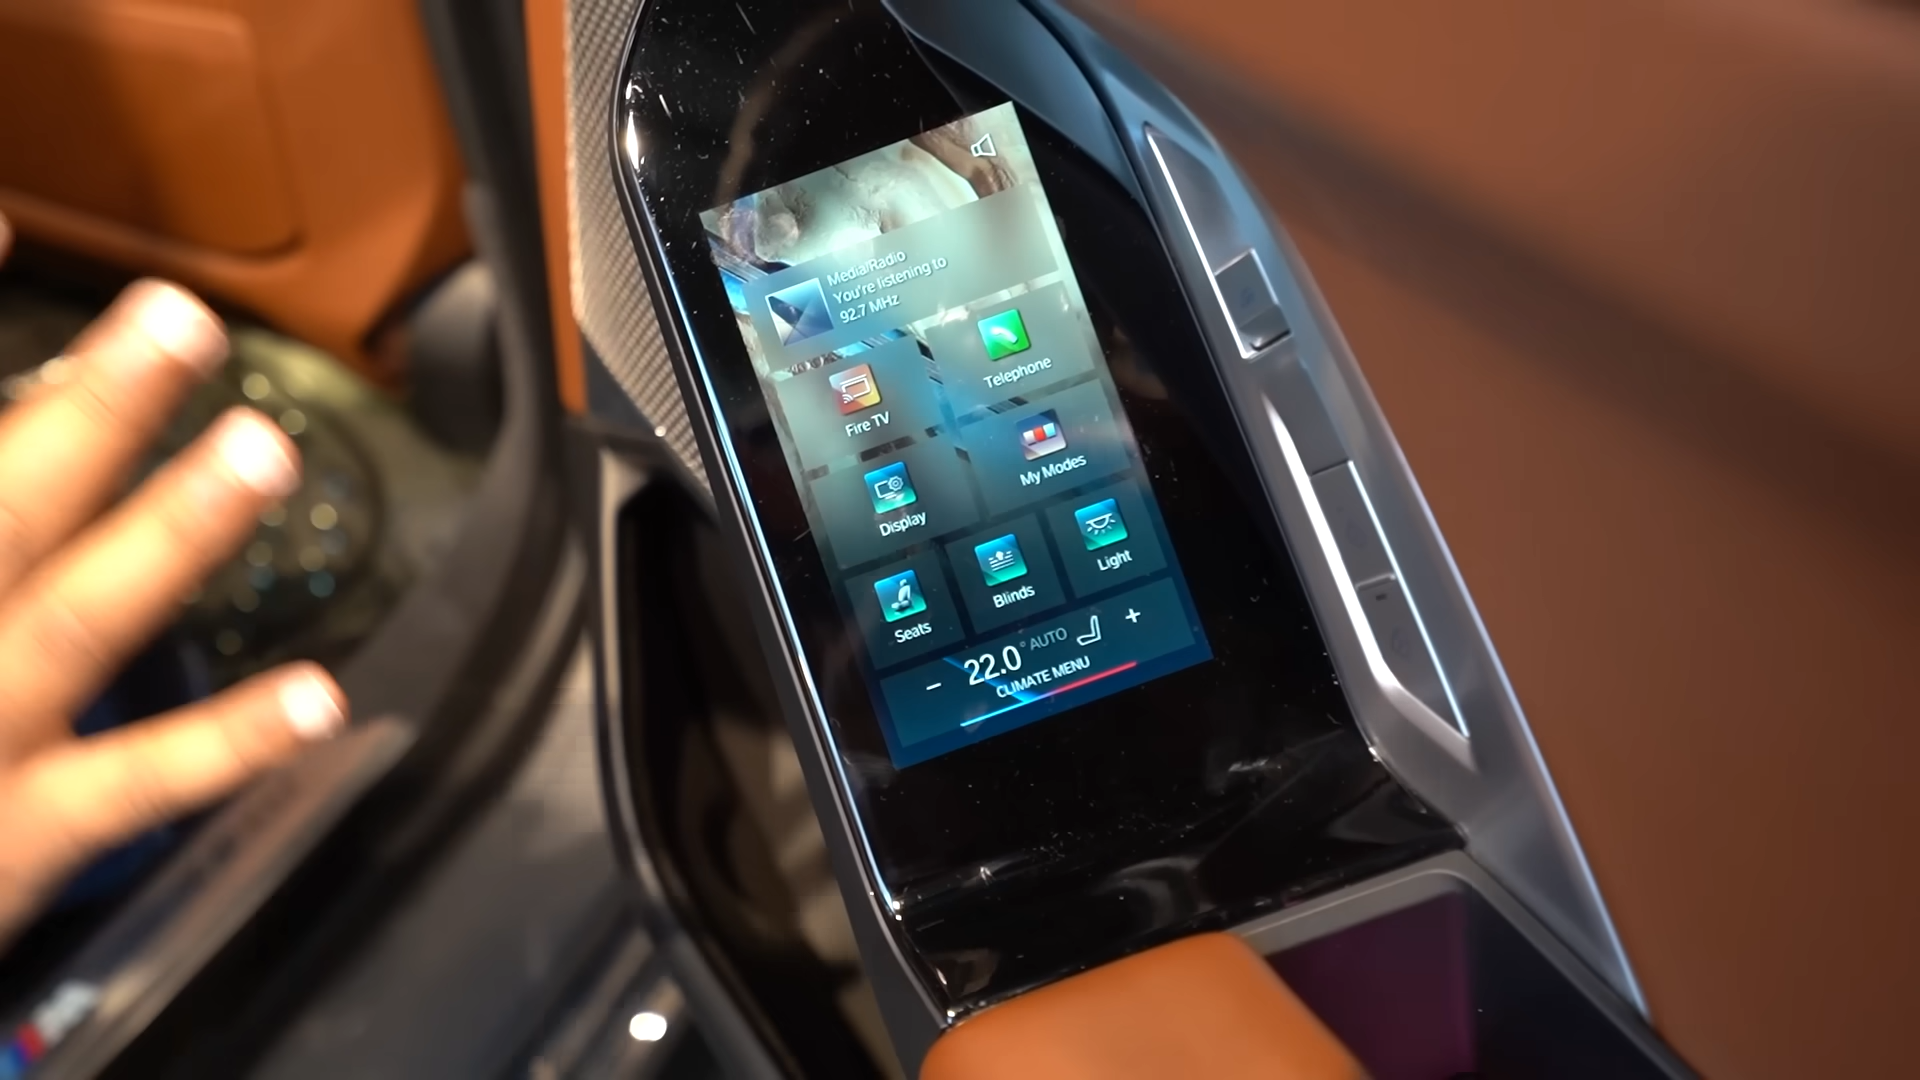 Media/Radio
You're listening to
92.7 MHz
Fire TV
Telephone
Display
My Modes
Seats
Blinds
Light
− 22.0° AUTO +
CLIMATE MENU